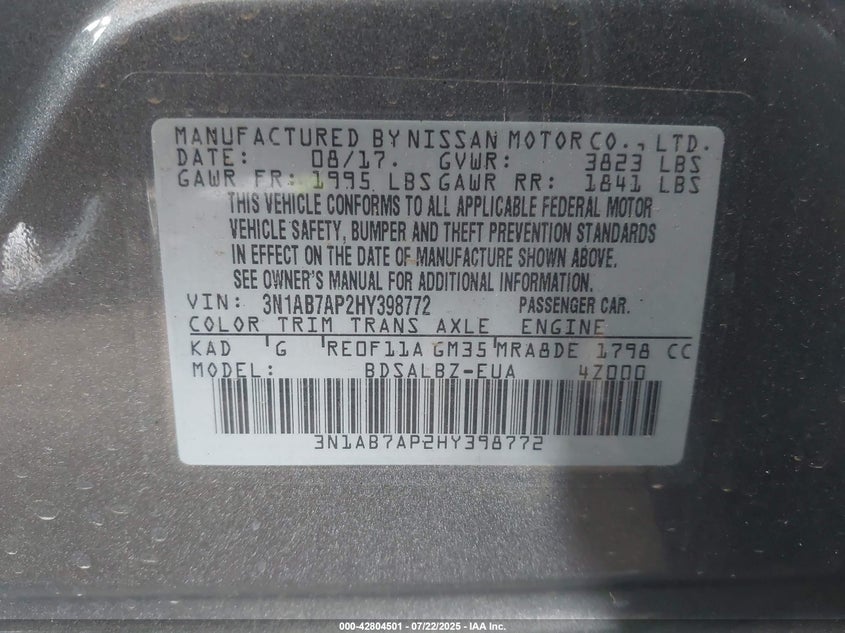 MANUFACTURED BY NISSAN MOTOR CO., LTD.
DATE: 08/17. GVWR: 3823 LBS
GAWR FR: 1995 LBS GAWR RR: 1841 LBS
THIS VEHICLE CONFORMS TO ALL APPLICABLE FEDERAL MOTOR
VEHICLE SAFETY, BUMPER AND THEFT PREVENTION STANDARDS
IN EFFECT ON THE DATE OF MANUFACTURE SHOWN ABOVE.
SEE OWNER'S MANUAL FOR ADDITIONAL INFORMATION.
VIN: 3N1AB7AP2HY398772 PASSENGER CAR.
COLOR TRIM TRANS AXLE ENGINE
KAD G RE0F11A GM35 MRA8DE 1798 CC
MODEL: BDSALBZ-EUA 4Z000
3N1AB7AP2HY398772
000-42804501 - 07/22/2025 - IAA Inc.